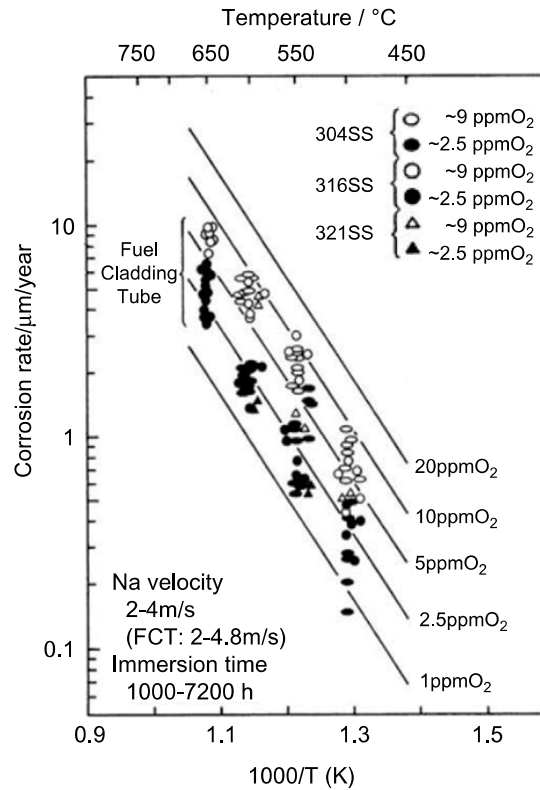 Temperature / °C
750 650 550 450
304SS
~9 ppmO₂
~2.5 ppmO₂
316SS
~9 ppmO₂
~2.5 ppmO₂
321SS
~9 ppmO₂
~2.5 ppmO₂
10
1
0.1
Corrosion rate/μm/year
Fuel
Cladding
Tube
20ppmO₂
10ppmO₂
5ppmO₂
2.5ppmO₂
1ppmO₂
Na velocity
2-4m/s
(FCT: 2-4.8m/s)
Immersion time
1000-7200 h
0.9 1.1 1.3 1.5
1000/T (K)